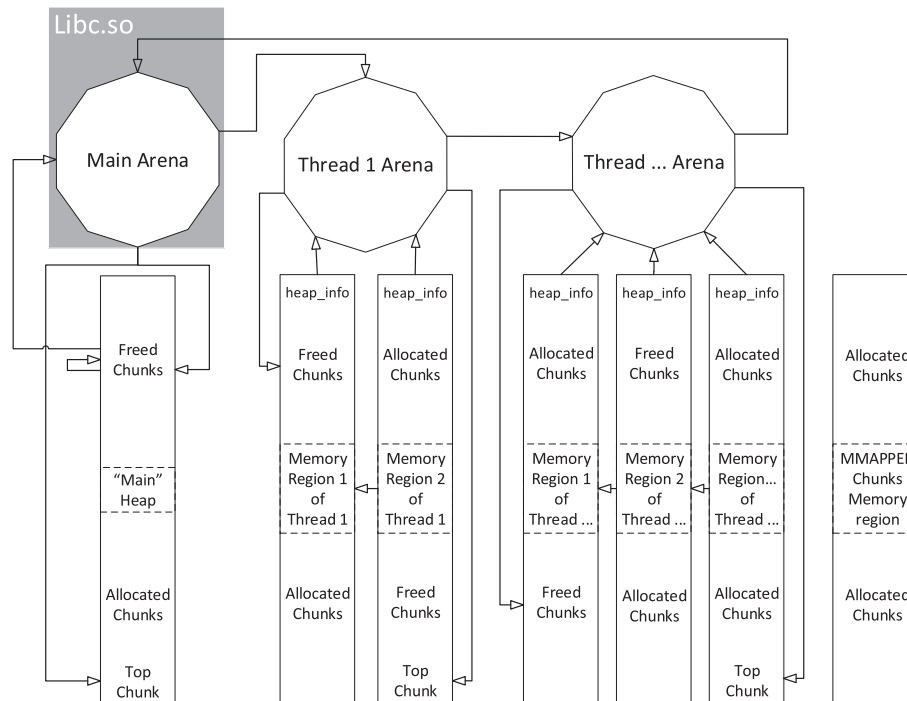 Libc.so
Main Arena
Thread 1 Arena
Thread ... Arena
Freed
Chunks
"Main"
Heap
Allocated
Chunks
Top
Chunk
heap_info
Freed
Chunks
Memory
Region 1
of
Thread 1
Allocated
Chunks
heap_info
Allocated
Chunks
Memory
Region 2
of
Thread 1
Freed
Chunks
Top
Chunk
heap_info
Allocated
Chunks
Memory
Region 1
of
Thread ...
Freed
Chunks
heap_info
Freed
Chunks
Memory
Region 2
of
Thread ...
Allocated
Chunks
heap_info
Allocated
Chunks
Memory
Region...
of
Thread ...
Allocated
Chunks
Top
Chunk
Allocated
Chunks
MMAPPED
Chunks
Memory
region
Allocated
Chunks